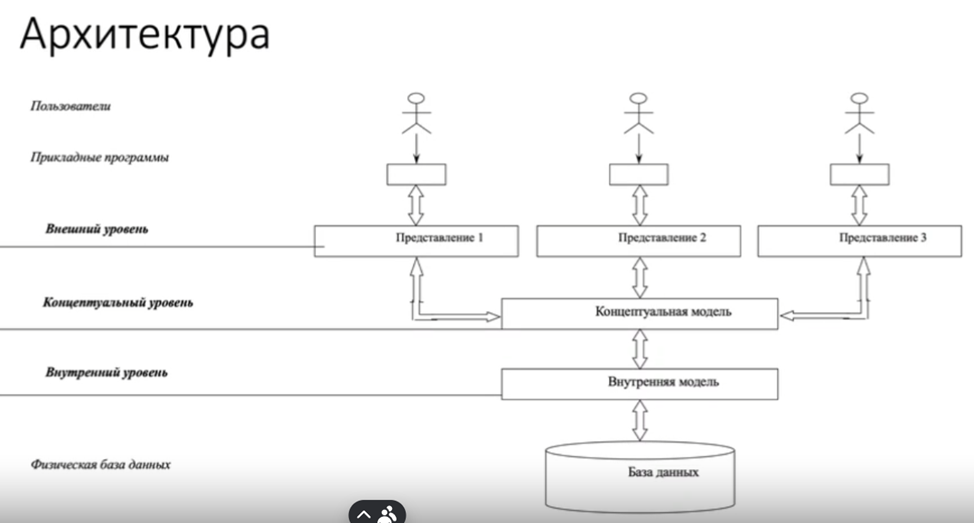 Архитектура
Пользователи
Прикладные программы
Внешний уровень
Представление 1
Представление 2
Представление 3
Концептуальный уровень
Концептуальная модель
Внутренний уровень
Внутренняя модель
Физическая база данных
База данных